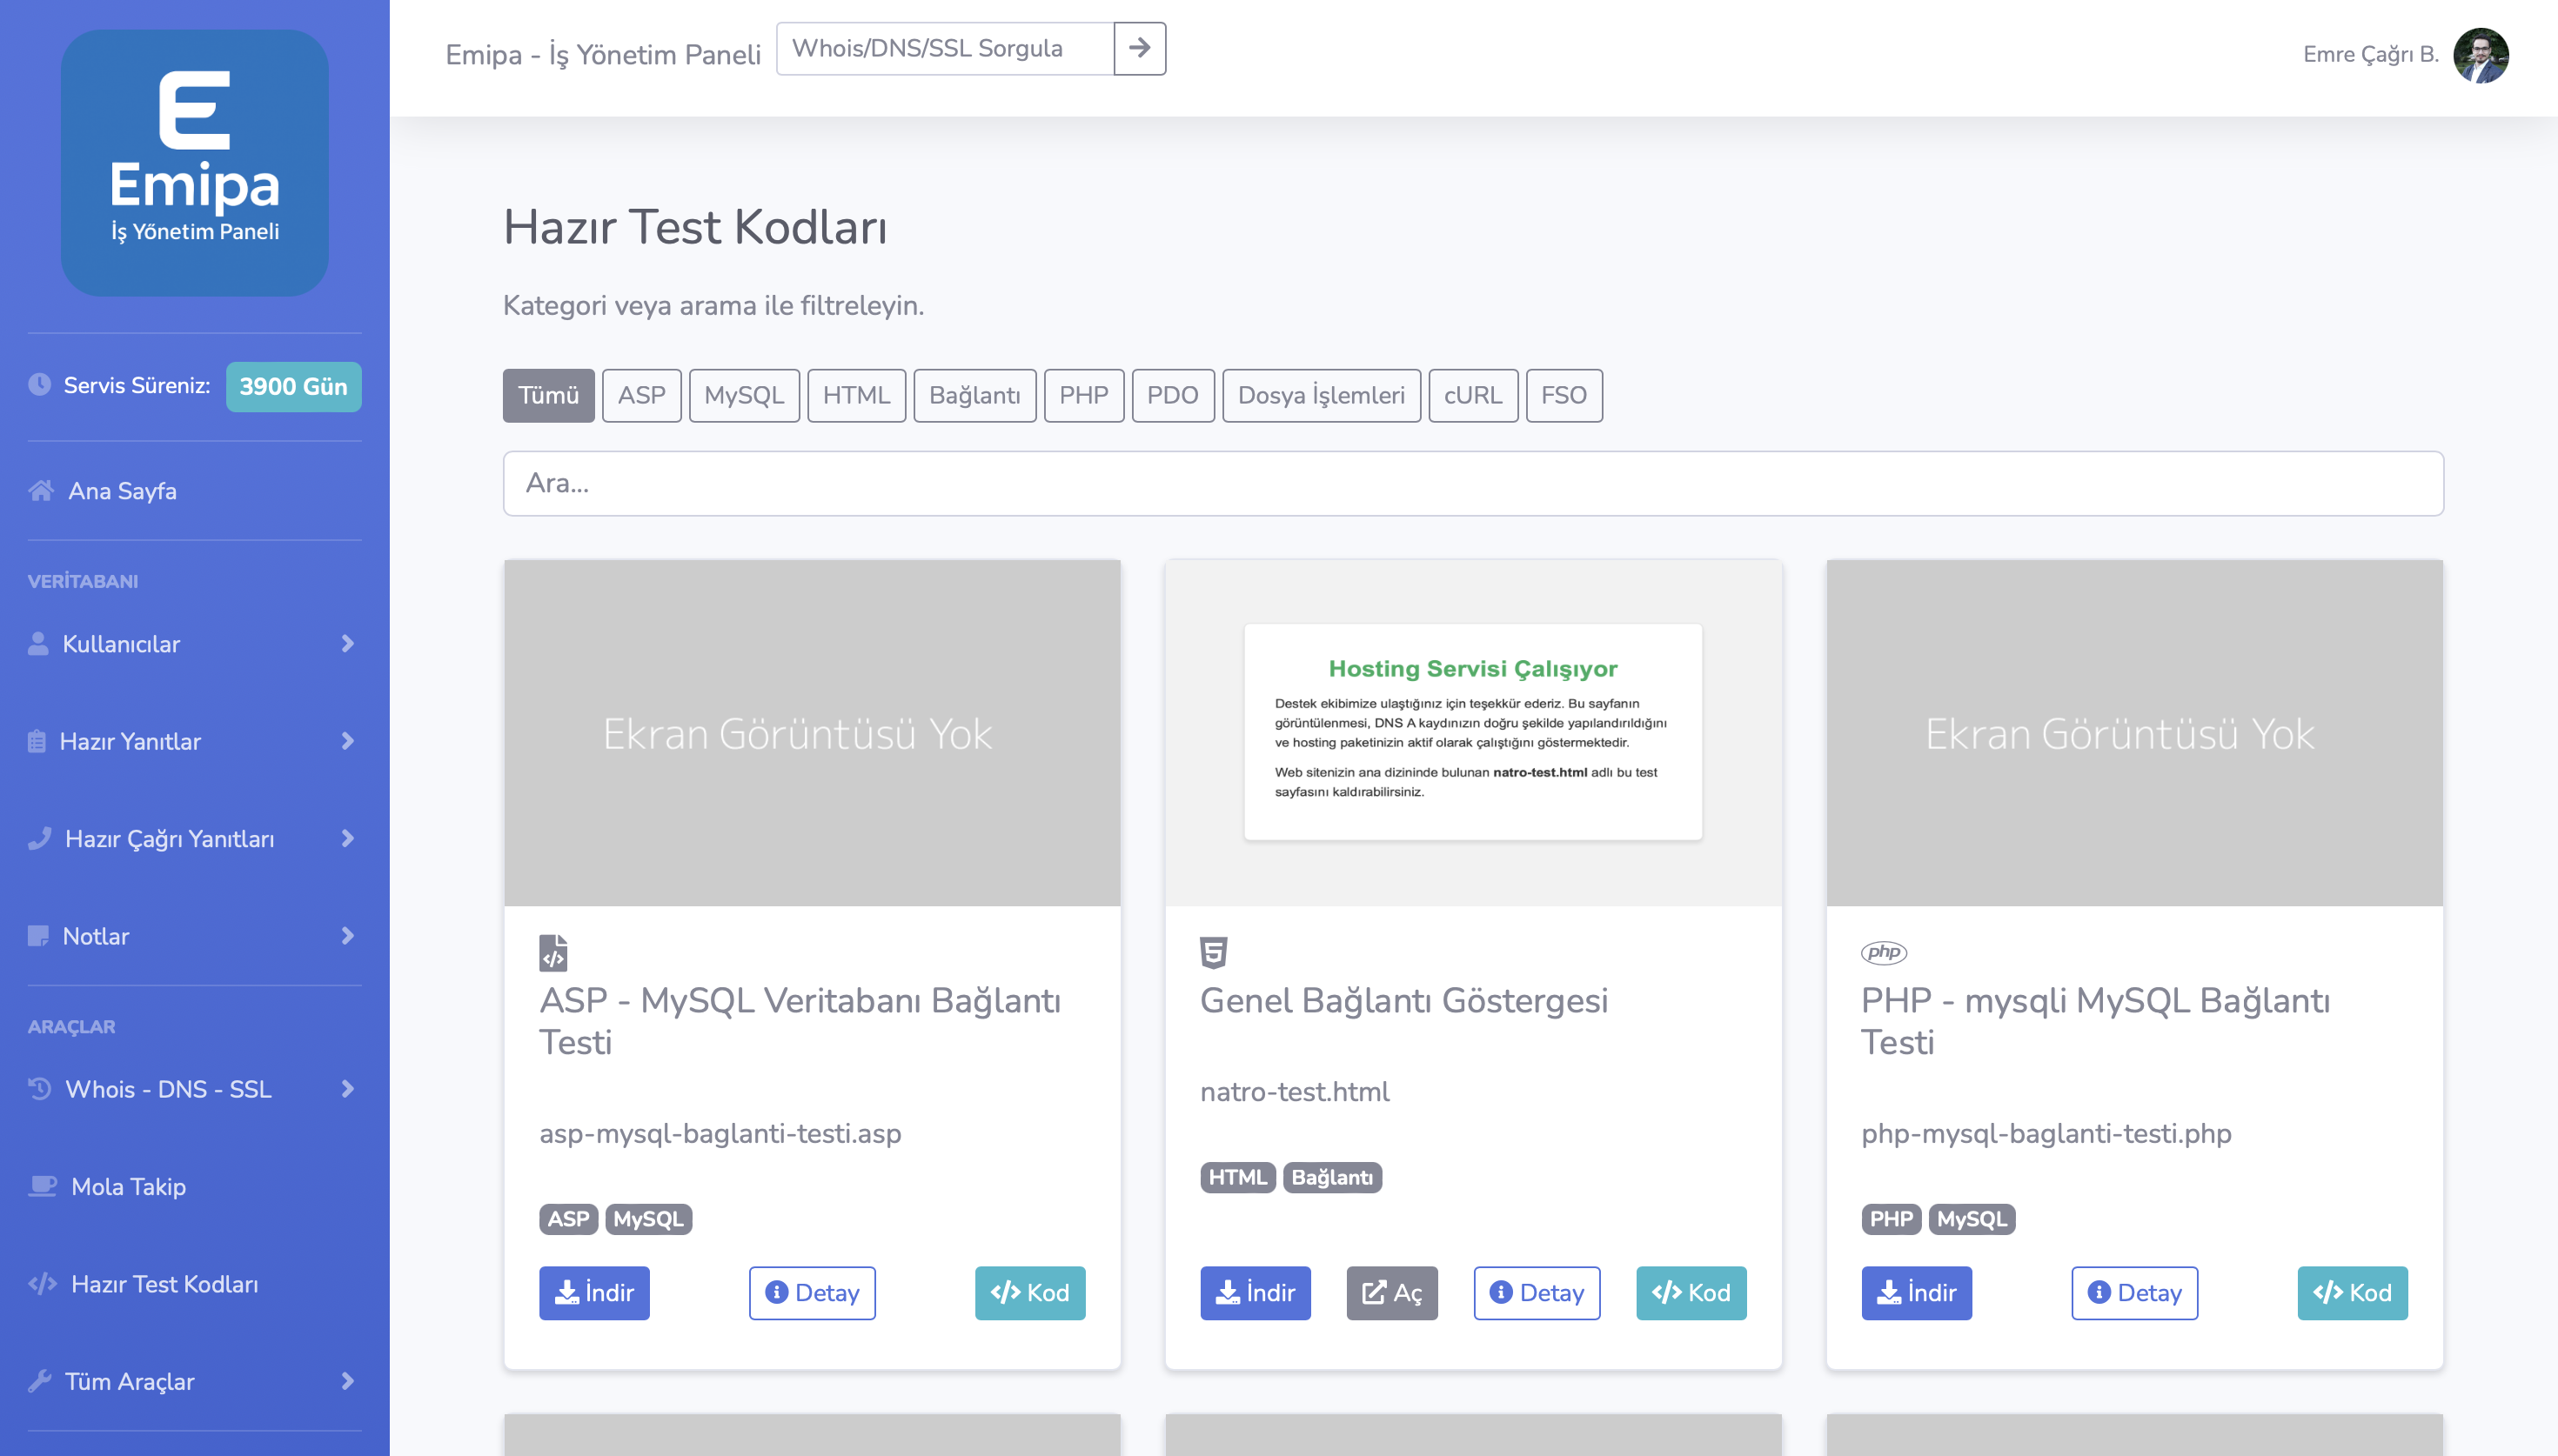 Emipa
İş Yönetim Paneli
Servis Süreniz: 3900 Gün
Ana Sayfa
VERİTABANI
Kullanıcılar
Hazır Yanıtlar
Hazır Çağrı Yanıtları
Notlar
ARAÇLAR
Whois - DNS - SSL
Mola Takip
Hazır Test Kodları
Tüm Araçlar
Emipa - İş Yönetim Paneli
Whois/DNS/SSL Sorgula
Emre Çağrı B.
Hazır Test Kodları
Kategori veya arama ile filtreleyin.
Tümü ASP MySQL HTML Bağlantı PHP PDO Dosya İşlemleri cURL FSO
Ara...
Ekran Görüntüsü Yok
ASP - MySQL Veritabanı Bağlantı
Testi
asp-mysql-baglanti-testi.asp
ASP MySQL
İndir Detay Kod
Hosting Servisi Çalışıyor
Destek ekibimize ulaştığınız için teşekkür ederiz. Bu sayfanın
görüntülenmesi, DNS A kaydınızın doğru şekilde yapılandırıldığını
ve hosting paketinizin aktif olarak çalıştığını göstermektedir.
Web sitenizin ana dizininde bulunan natro-test.html adlı bu test
sayfasını kaldırabilirsiniz.
Genel Bağlantı Göstergesi
natro-test.html
HTML Bağlantı
İndir Aç Detay Kod
Ekran Görüntüsü Yok
php
PHP - mysqli MySQL Bağlantı
Testi
php-mysql-baglanti-testi.php
PHP MySQL
İndir Detay Kod